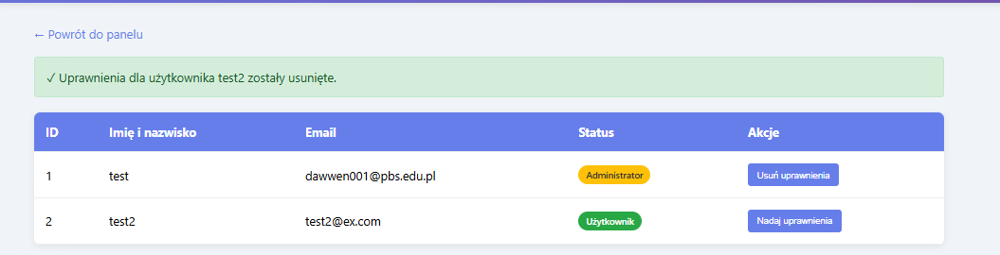 ← Powrót do panelu
✓ Uprawnienia dla użytkownika test2 zostały usunięte.
ID Imię i nazwisko Email Status Akcje
1 test dawwen001@pbs.edu.pl Administrator Usuń uprawnienia
2 test2 test2@ex.com Użytkownik Nadaj uprawnienia